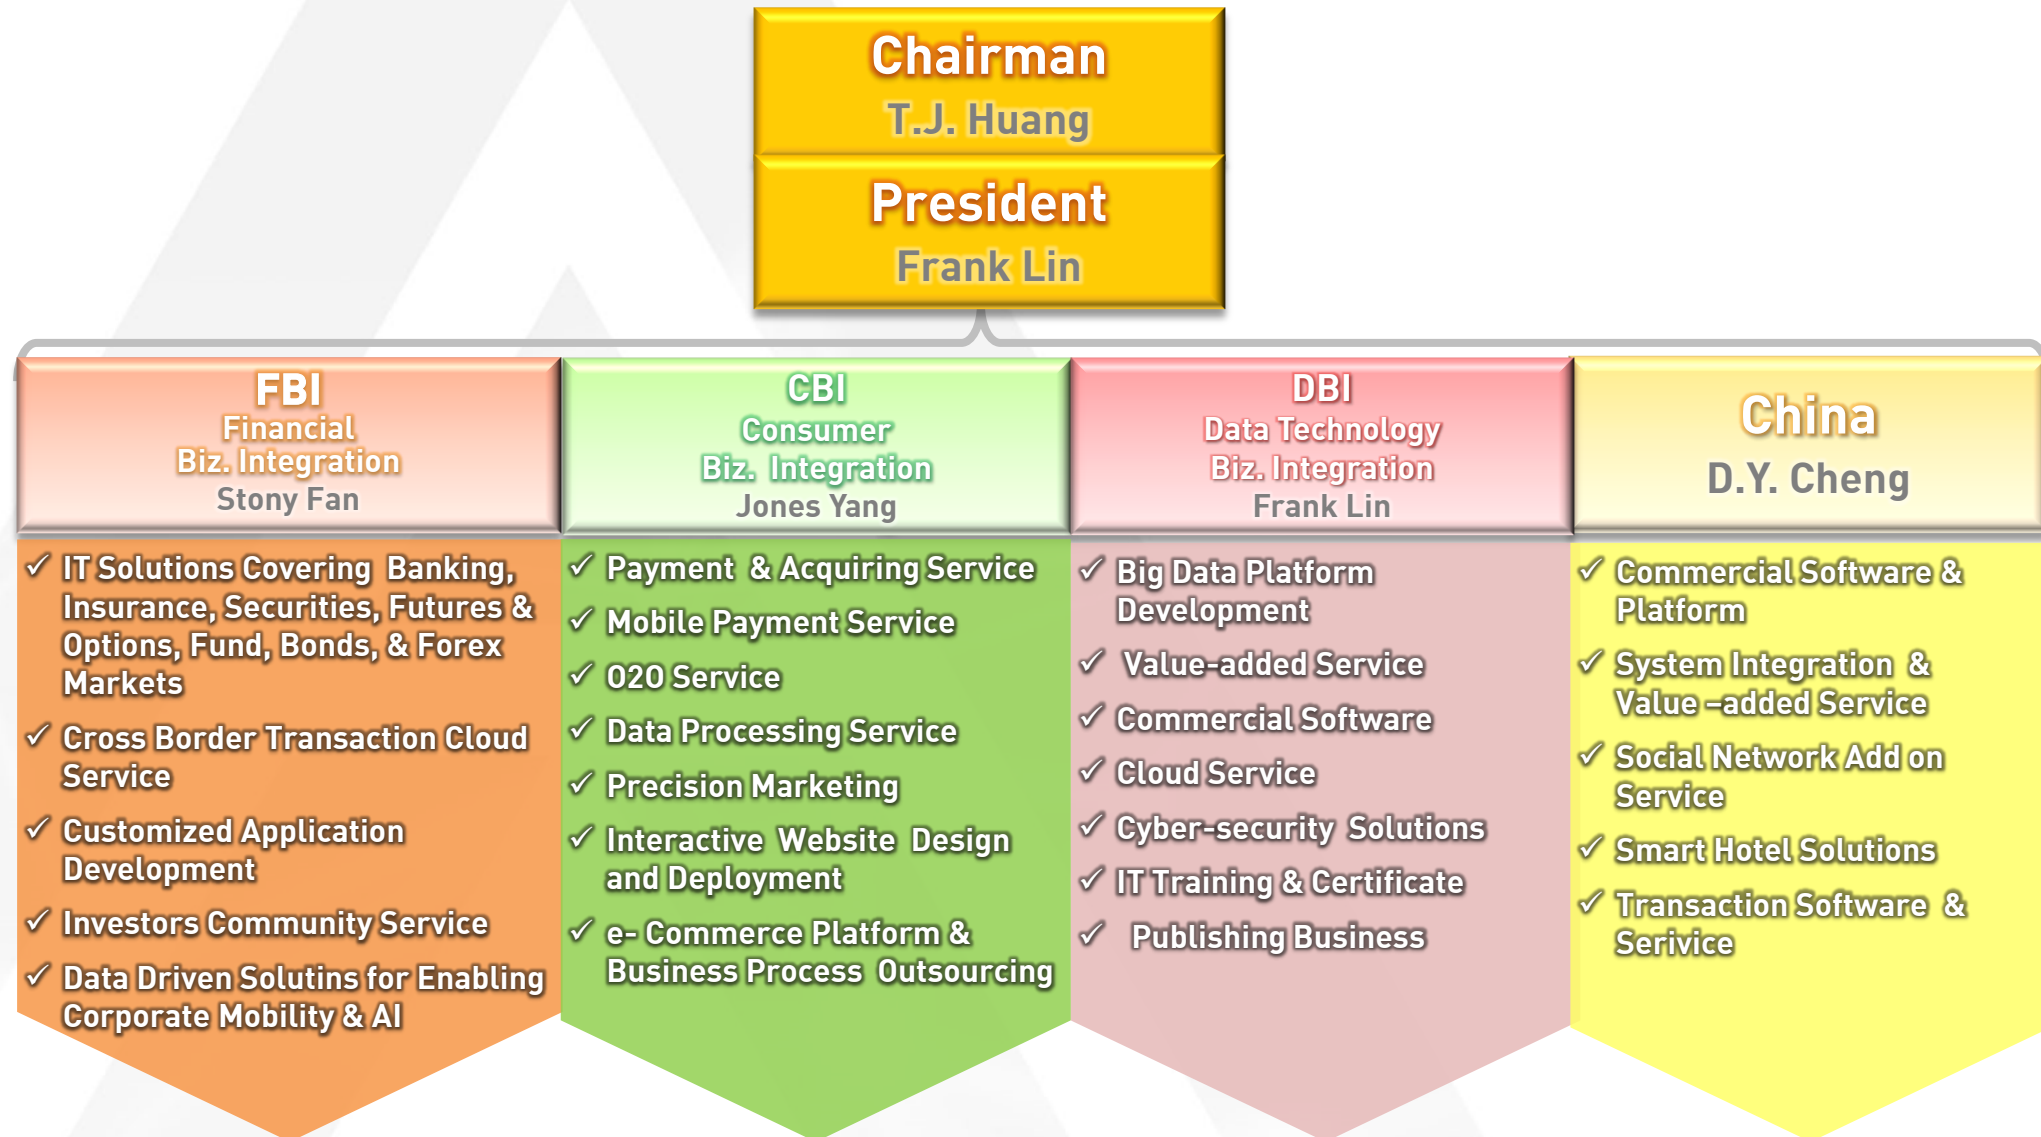 Chairman
T.J. Huang
President
Frank Lin
FBI
Financial
Biz. Integration
Stony Fan
✓ IT Solutions Covering Banking,
Insurance, Securities, Futures &
Options, Fund, Bonds, & Forex
Markets
✓ Cross Border Transaction Cloud
Service
✓ Customized Application
Development
✓ Investors Community Service
✓ Data Driven Solutins for Enabling
Corporate Mobility & AI
CBI
Consumer
Biz. Integration
Jones Yang
✓ Payment & Acquiring Service
✓ Mobile Payment Service
✓ O2O Service
✓ Data Processing Service
✓ Precision Marketing
✓ Interactive Website Design
and Deployment
✓ e- Commerce Platform &
Business Process Outsourcing
DBI
Data Technology
Biz. Integration
Frank Lin
✓ Big Data Platform
Development
✓ Value-added Service
✓ Commercial Software
✓ Cloud Service
✓ Cyber-security Solutions
✓ IT Training & Certificate
✓ Publishing Business
China
D.Y. Cheng
✓ Commercial Software &
Platform
✓ System Integration &
Value –added Service
✓ Social Network Add on
Service
✓ Smart Hotel Solutions
✓ Transaction Software &
Serivice